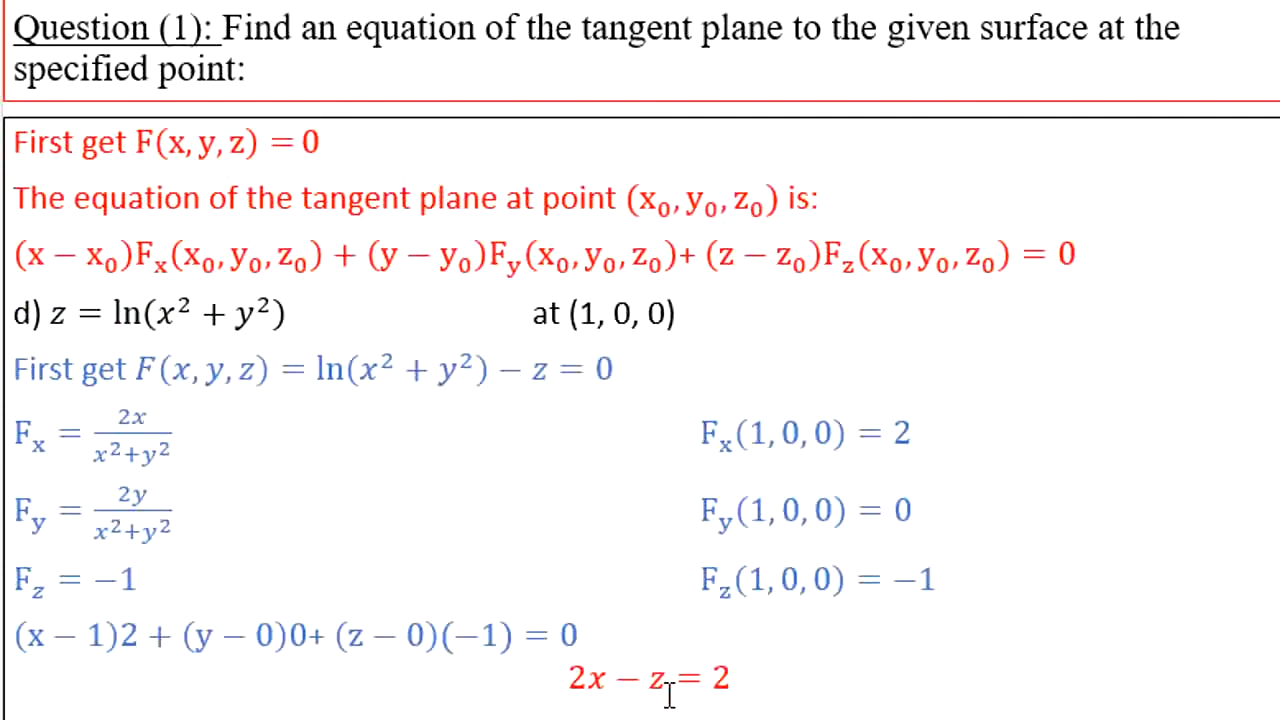 Question (1): Find an equation of the tangent plane to the given surface at the
specified point:
First get F(x, y, z) = 0
The equation of the tangent plane at point (x₀, y₀, z₀) is:
(x − x₀)Fₓ(x₀, y₀, z₀) + (y − y₀)F_y(x₀, y₀, z₀)+ (z − z₀)F_z(x₀, y₀, z₀) = 0
d) z = ln(x² + y²) at (1, 0, 0)
First get F(x, y, z) = ln(x² + y²) − z = 0
Fₓ = 2x/(x²+y²) Fₓ(1, 0, 0) = 2
F_y = 2y/(x²+y²) F_y(1, 0, 0) = 0
F_z = −1 F_z(1, 0, 0) = −1
(x − 1)2 + (y − 0)0+ (z − 0)(−1) = 0
2x − z = 2